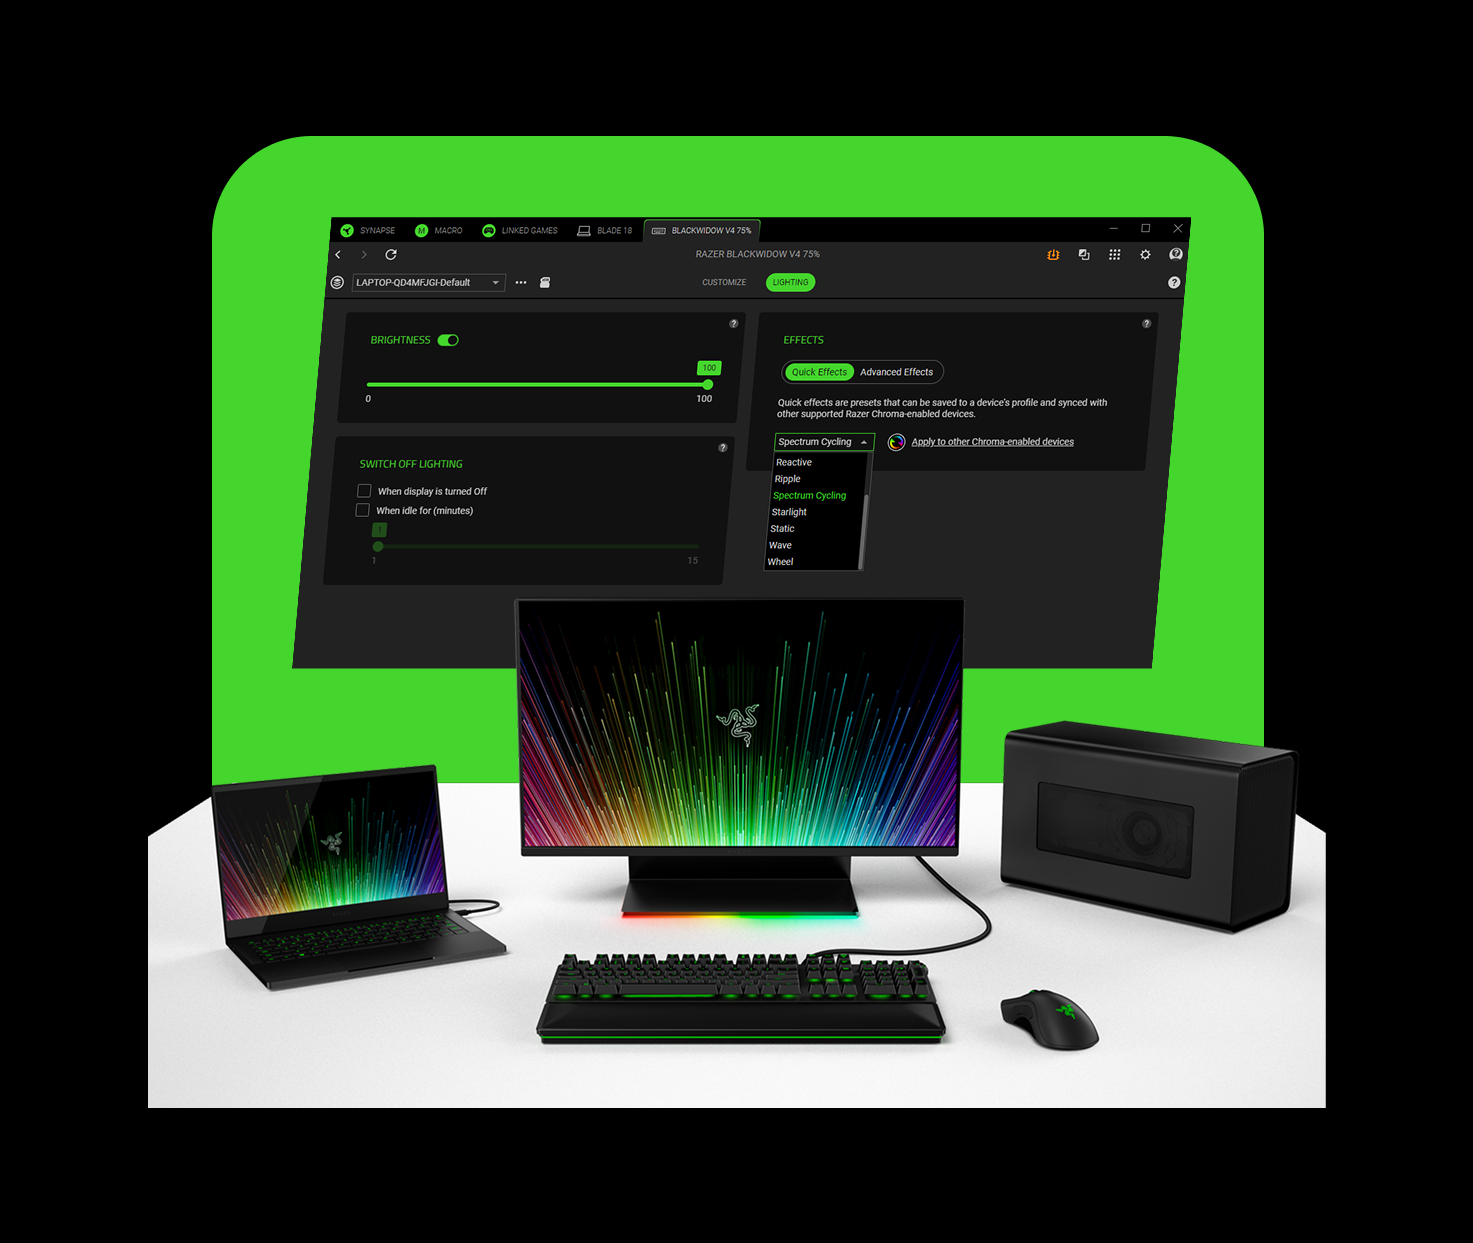 SYNAPSE
MACRO
LINKED GAMES
BLADE 18
BLACKWIDOW V4 75%
RAZER BLACKWIDOW V4 75%
LAPTOP-QD4MFJGI-Default
CUSTOMIZE
LIGHTING
BRIGHTNESS
100
0
100
SWITCH OFF LIGHTING
When display is turned Off
When idle for (minutes)
1
1
15
EFFECTS
Quick Effects
Advanced Effects
Quick effects are presets that can be saved to a device's profile and synced with
other supported Razer Chroma-enabled devices.
Spectrum Cycling
Apply to other Chroma-enabled devices
Reactive
Ripple
Spectrum Cycling
Starlight
Static
Wave
Wheel